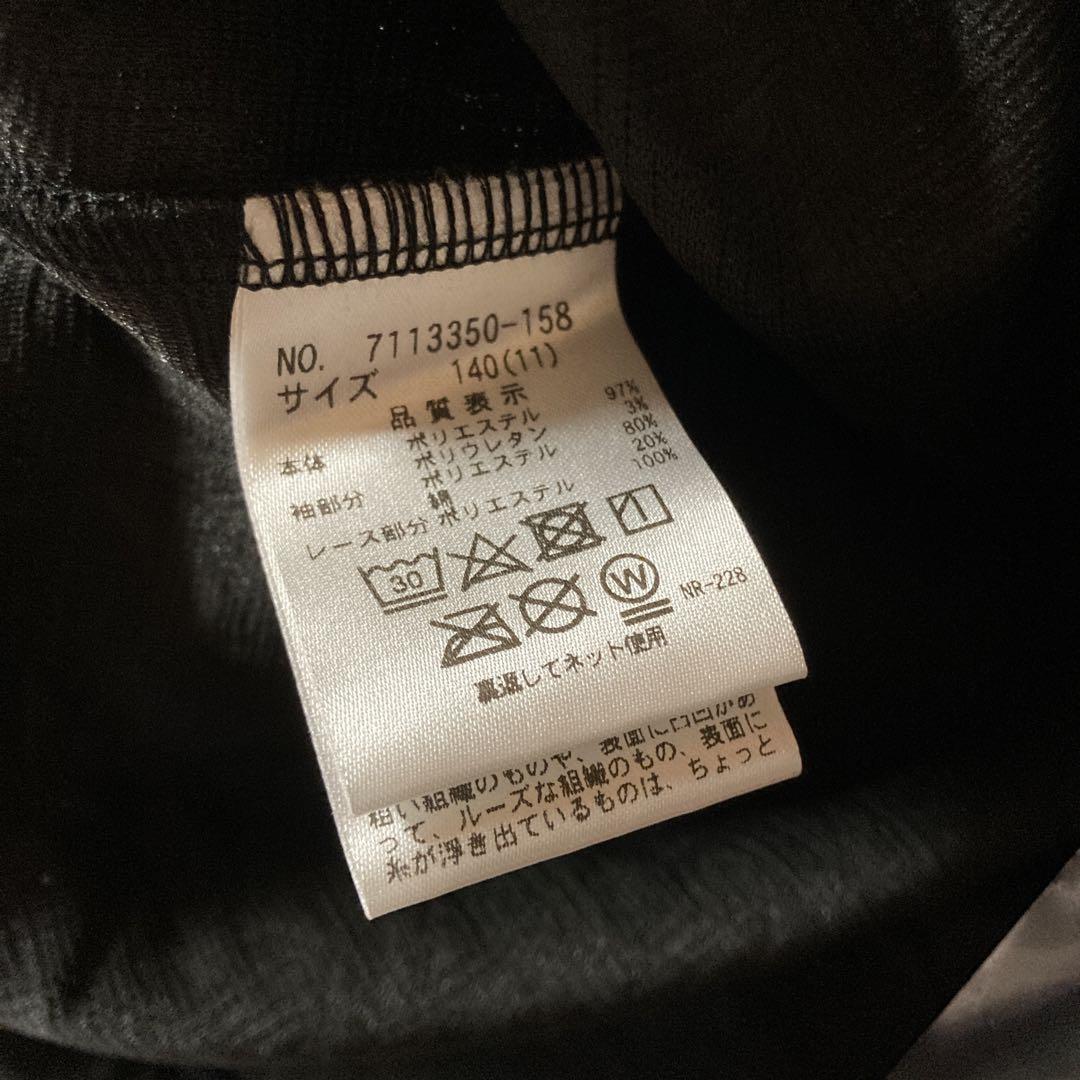 NO. 7113350-158
サイズ 140(11)
品質表示
本体 ポリエステル 97%
ポリウレタン 3%
袖部分 ポリエステル 80%
綿 20%
レース部分 ポリエステル 100%
30
W NR-228
裏返してネット使用
粗い組織のものや、表面に凸凹があ
って、ルーズな組織のもの、表面に
糸が浮き出ているものは、ちょっと